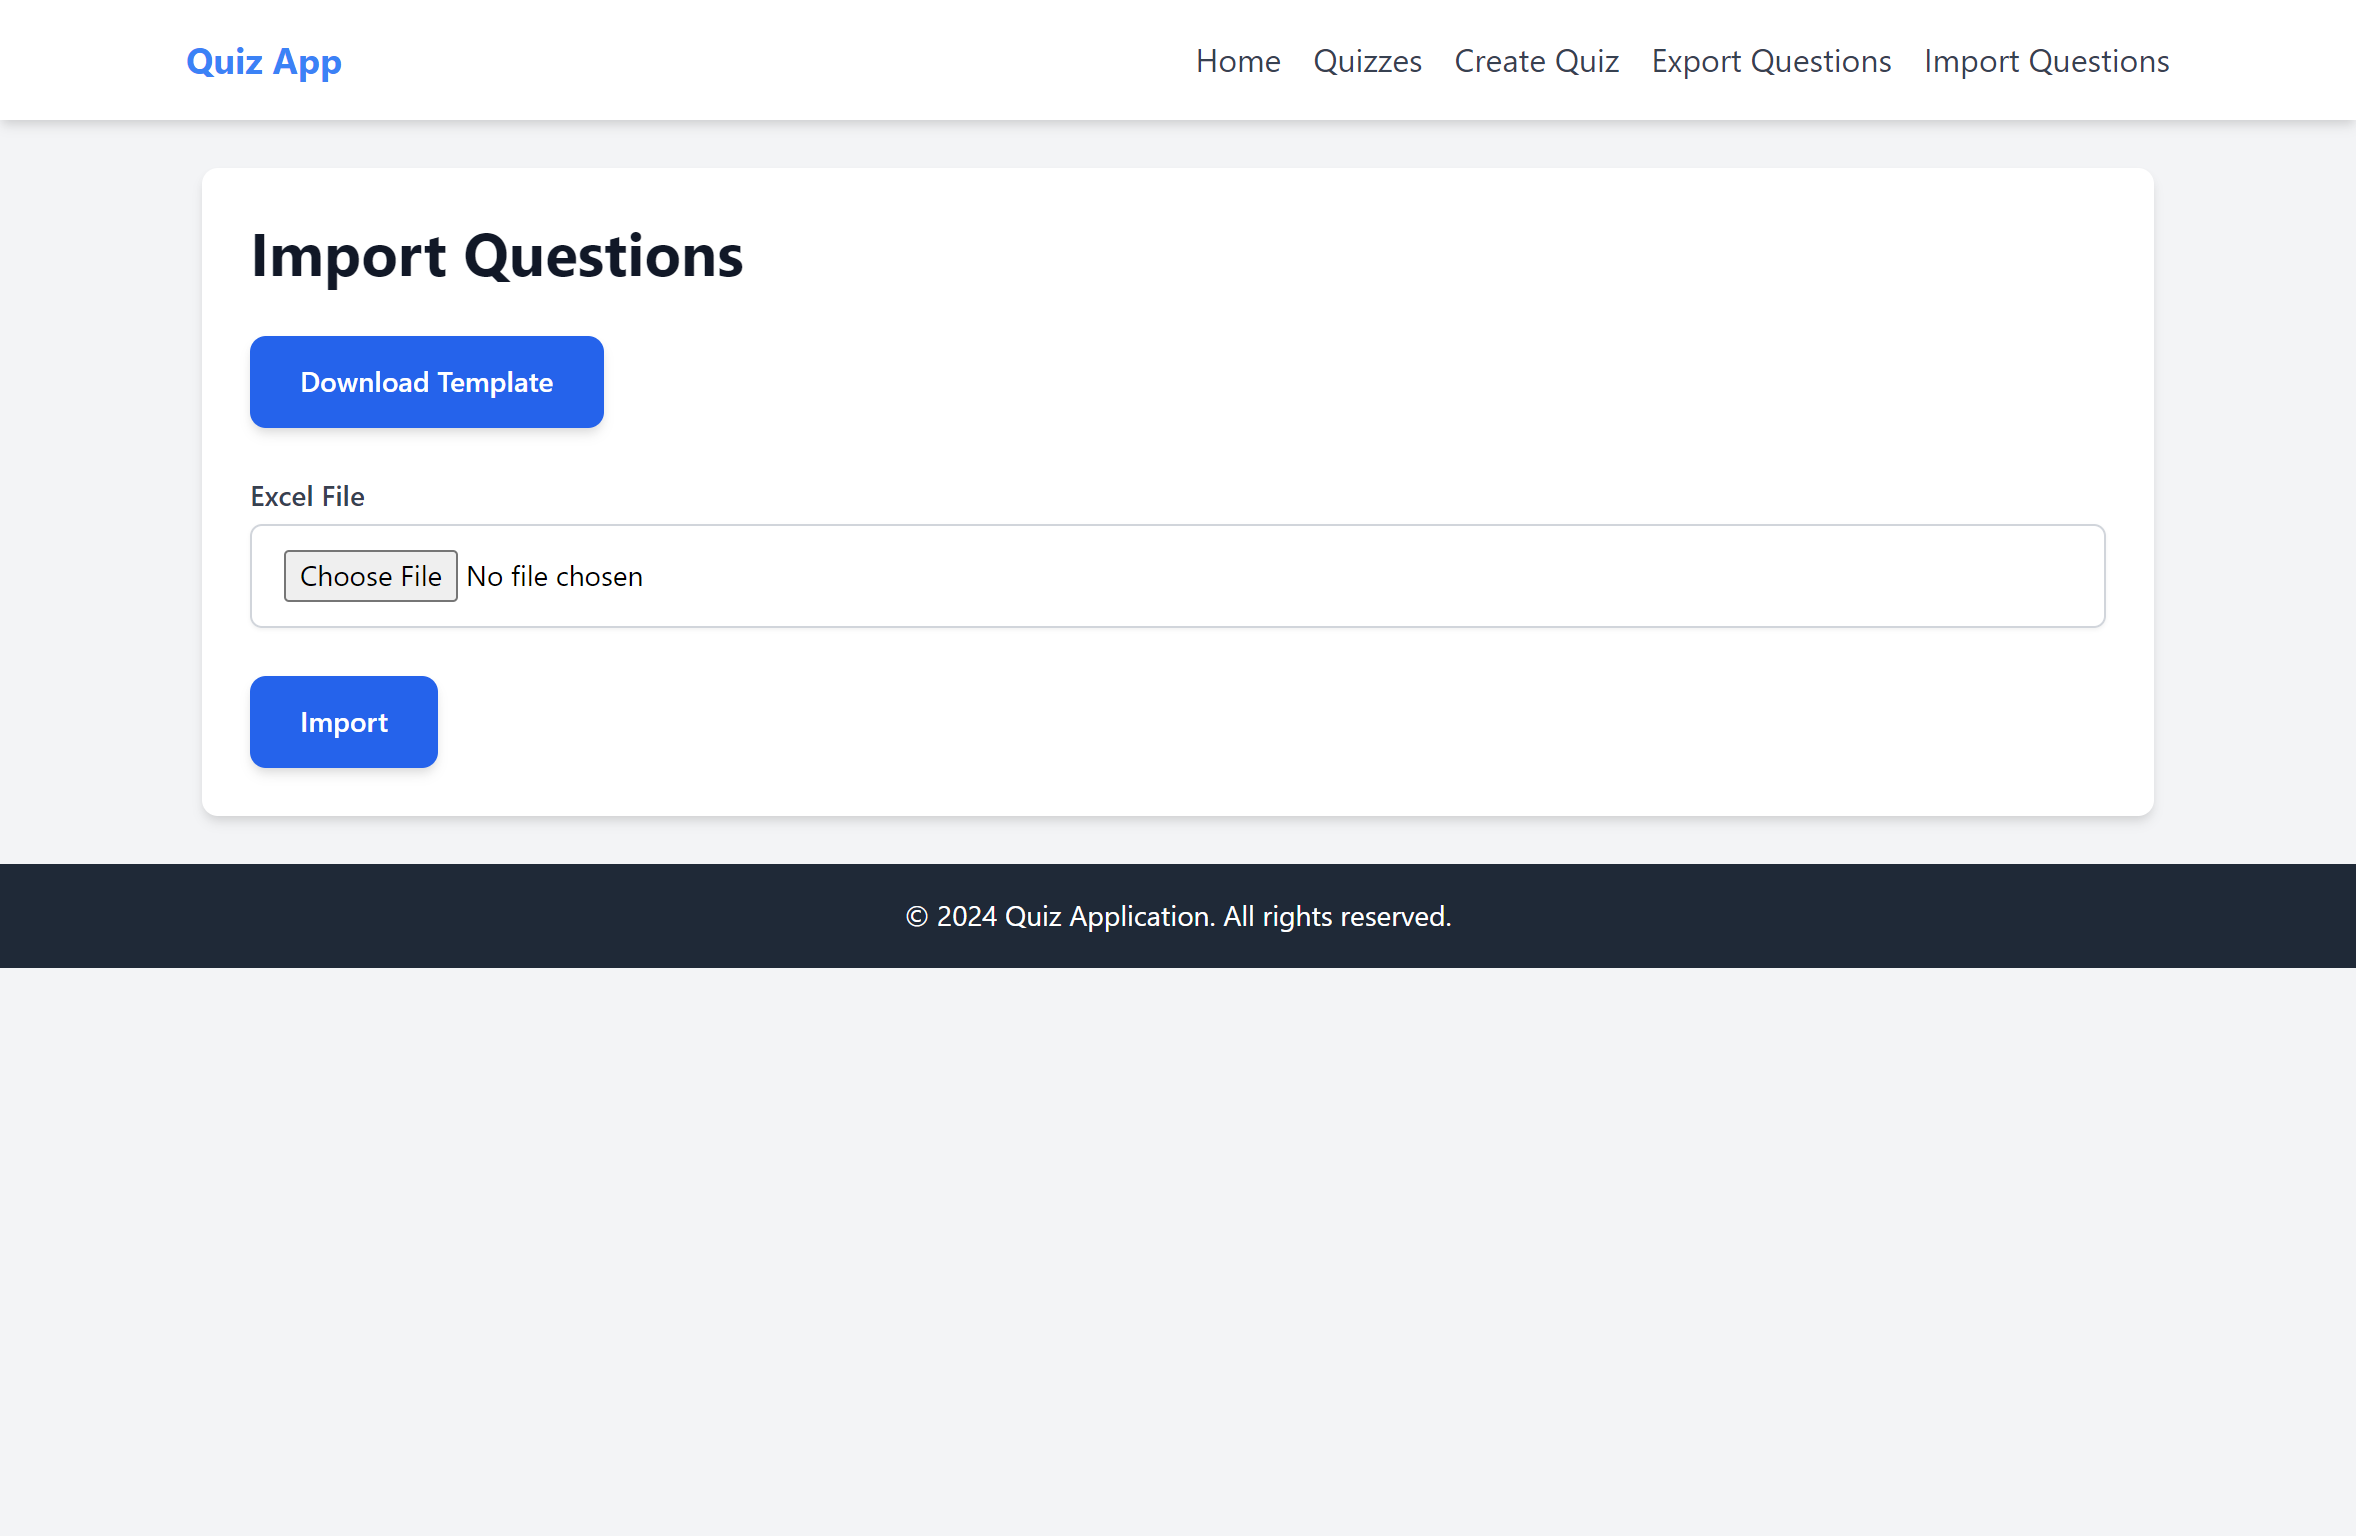 Quiz App
Home Quizzes Create Quiz Export Questions Import Questions
Import Questions
Download Template
Excel File
Choose File No file chosen
Import
© 2024 Quiz Application. All rights reserved.